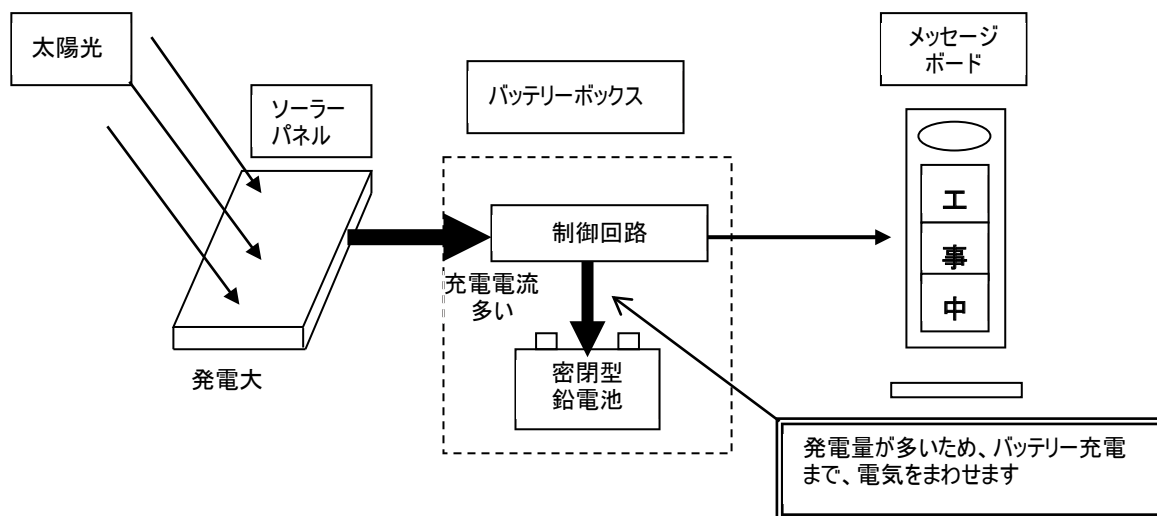 太陽光
ソーラー
パネル
バッテリーボックス
メッセージ
ボード
工
事
中
制御回路
充電電流
多い
密閉型
鉛電池
発電大
発電量が多いため、バッテリー充電
まで、電気をまわせます